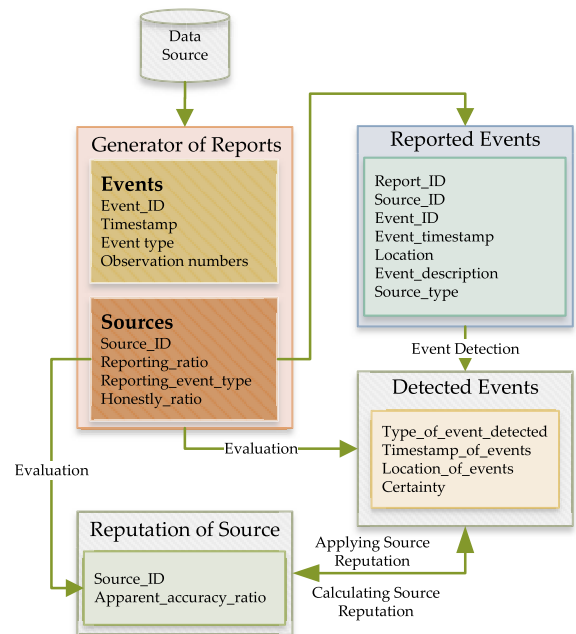 Data
Source
Generator of Reports
Events
Event_ID
Timestamp
Event type
Observation numbers
Sources
Source_ID
Reporting_ratio
Reporting_event_type
Honestly_ratio
Reported Events
Report_ID
Source_ID
Event_ID
Event_timestamp
Location
Event_description
Source_type
Event Detection
Detected Events
Type_of_event_detected
Timestamp_of_events
Location_of_events
Certainty
Evaluation
Evaluation
Reputation of Source
Source_ID
Apparent_accuracy_ratio
Applying Source
Reputation
Calculating Source
Reputation